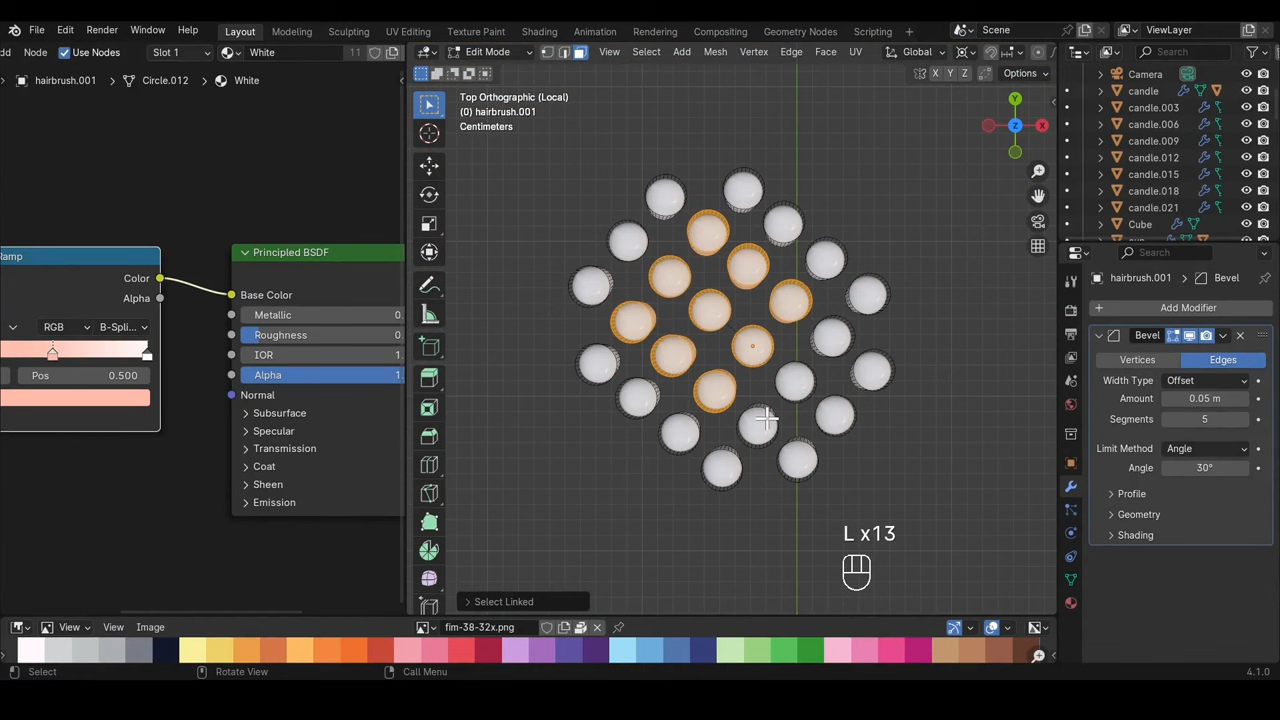 File Edit Render Window Help Layout Modeling Sculpting UV Editing Texture Paint Shading Animation Rendering Compositing Geometry Nodes Scripting Scene ViewLayer
Node Use Nodes Slot 1 White 11 Edit Mode View Select Add Mesh Vertex Edge Face UV Global Search
X Y Z Options
hairbrush.001 Circle.012 White
Top Orthographic (Local)
(0) hairbrush.001
Centimeters
Y
Z X
Camera
candle
candle.003
candle.006
candle.009
candle.012
candle.015
candle.018
candle.021
Cube
Search
hairbrush.001 Bevel
Add Modifier
Bevel
Vertices Edges
Width Type Offset
Amount 0.05 m
Segments 5
Limit Method Angle
Angle 30°
Profile
Geometry
Shading
Color
Alpha
RGB B-Spli...
Pos 0.500
Principled BSDF
Base Color
Metallic 0.
Roughness 0.
IOR 1.
Alpha 1.
Normal
Subsurface
Specular
Transmission
Coat
Sheen
Emission
L x13
Select Linked
View View Image fim-38-32x.png
Select Rotate View Call Menu 4.1.0